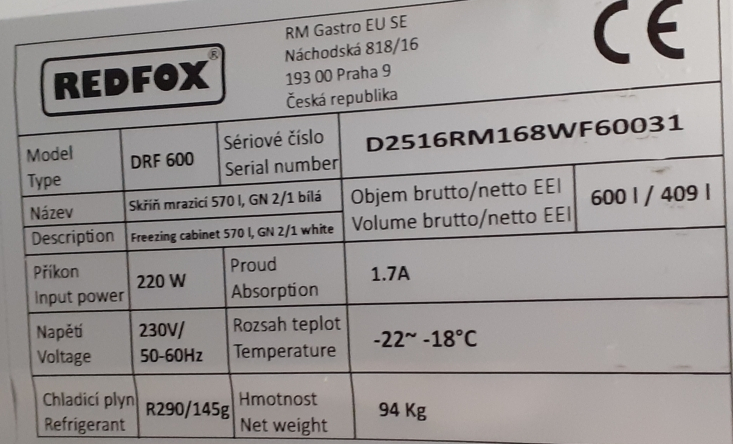 REDFOX®
RM Gastro EU SE
Náchodská 818/16
193 00 Praha 9
Česká republika
CE
Model
Type
DRF 600
Sériové číslo
Serial number
D2516RM168WF60031
Název
Description
Skříň mrazicí 570 l, GN 2/1 bílá
Freezing cabinet 570 l, GN 2/1 white
Objem brutto/netto EEI
Volume brutto/netto EEI
600 l / 409 l
Příkon
Input power
220 W
Proud
Absorption
1.7A
Napětí
Voltage
230V/
50-60Hz
Rozsah teplot
Temperature
-22~ -18°C
Chladicí plyn
Refrigerant
R290/145g
Hmotnost
Net weight
94 Kg